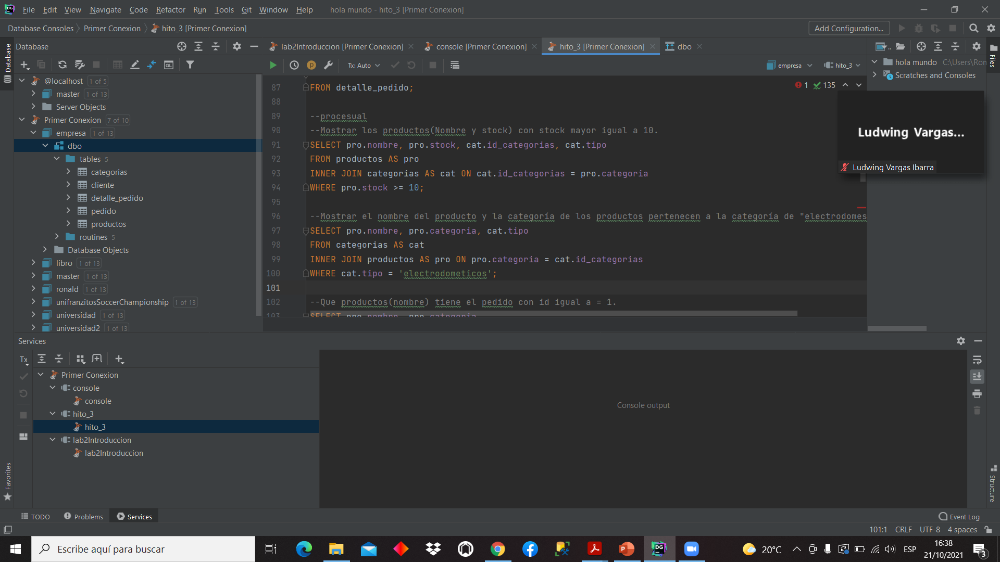 File Edit View Navigate Code Refactor Run Tools Git Window Help hola mundo - hito_3 [Primer Conexion]
Database Consoles Primer Conexion hito_3 [Primer Conexion] Add Configuration...
Database
lab2Introduccion [Primer Conexion] console [Primer Conexion] hito_3 [Primer Conexion] dbo
Tx: Auto empresa hito_3
Database
Files
@localhost 1 of 5
master 1 of 13
Server Objects
Primer Conexion 7 of 10
empresa 1 of 13
dbo
tables 5
categorias
cliente
detalle_pedido
pedido
productos
routines 5
Database Objects
libro 1 of 13
master 1 of 13
ronald 1 of 13
unifranzitosSoccerChampionship 1 of 13
universidad 1 of 13
universidad2 1 of 13
87 FROM detalle_pedido;
88
89 --procesual
90 --Mostrar los productos(Nombre y stock) con stock mayor igual a 10.
91 SELECT pro.nombre, pro.stock, cat.id_categorias, cat.tipo
92 FROM productos AS pro
93 INNER JOIN categorias AS cat ON cat.id_categorias = pro.categoria
94 WHERE pro.stock >= 10;
95
96 --Mostrar el nombre del producto y la categoría de los productos pertenecen a la categoría de "electrodomes
97 SELECT pro.nombre, pro.categoria, cat.tipo
98 FROM categorias AS cat
99 INNER JOIN productos AS pro ON pro.categoria = cat.id_categorias
100 WHERE cat.tipo = 'electrodometicos';
101
102 --Que productos(nombre) tiene el pedido con id igual a = 1.
103 SELECT pro.nombre, pro.categoria
1 135
hola mundo C:\Users\Ron
Scratches and Consoles
Ludwing Vargas...
Ludwing Vargas Ibarra
Services
Tx
Primer Conexion
console
console
hito_3
hito_3
lab2Introduccion
lab2Introduccion
Console output
Favorites
Structure
TODO Problems Services Event Log
101:1 CRLF UTF-8 4 spaces
Escribe aquí para buscar
20°C ESP 16:38
21/10/2021
3